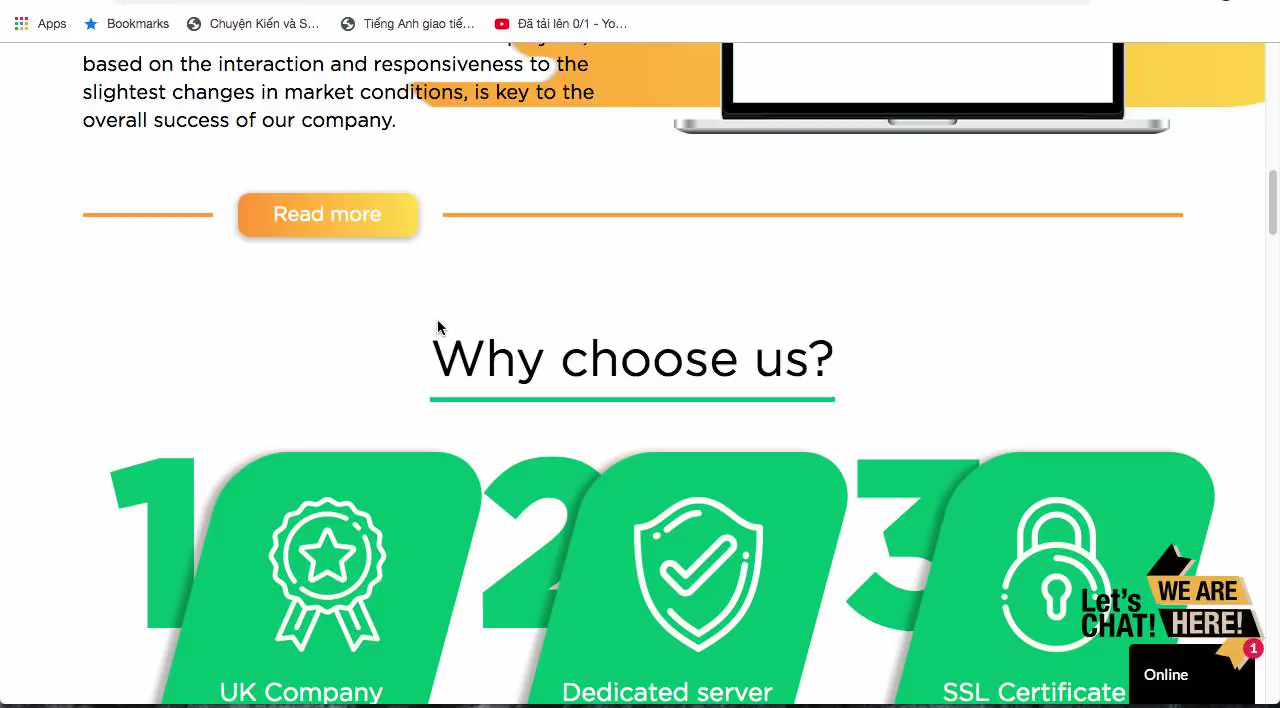 Apps
Bookmarks
Chuyện Kiến và S...
Tiếng Anh giao tiế...
Đã tải lên 0/1 - Yo...
based on the interaction and responsiveness to the
slightest changes in market conditions, is key to the
overall success of our company.
Read more
Why choose us?
1
2
3
UK Company
Dedicated server
SSL Certificate
Let's
CHAT!
WE ARE
HERE!
1
Online